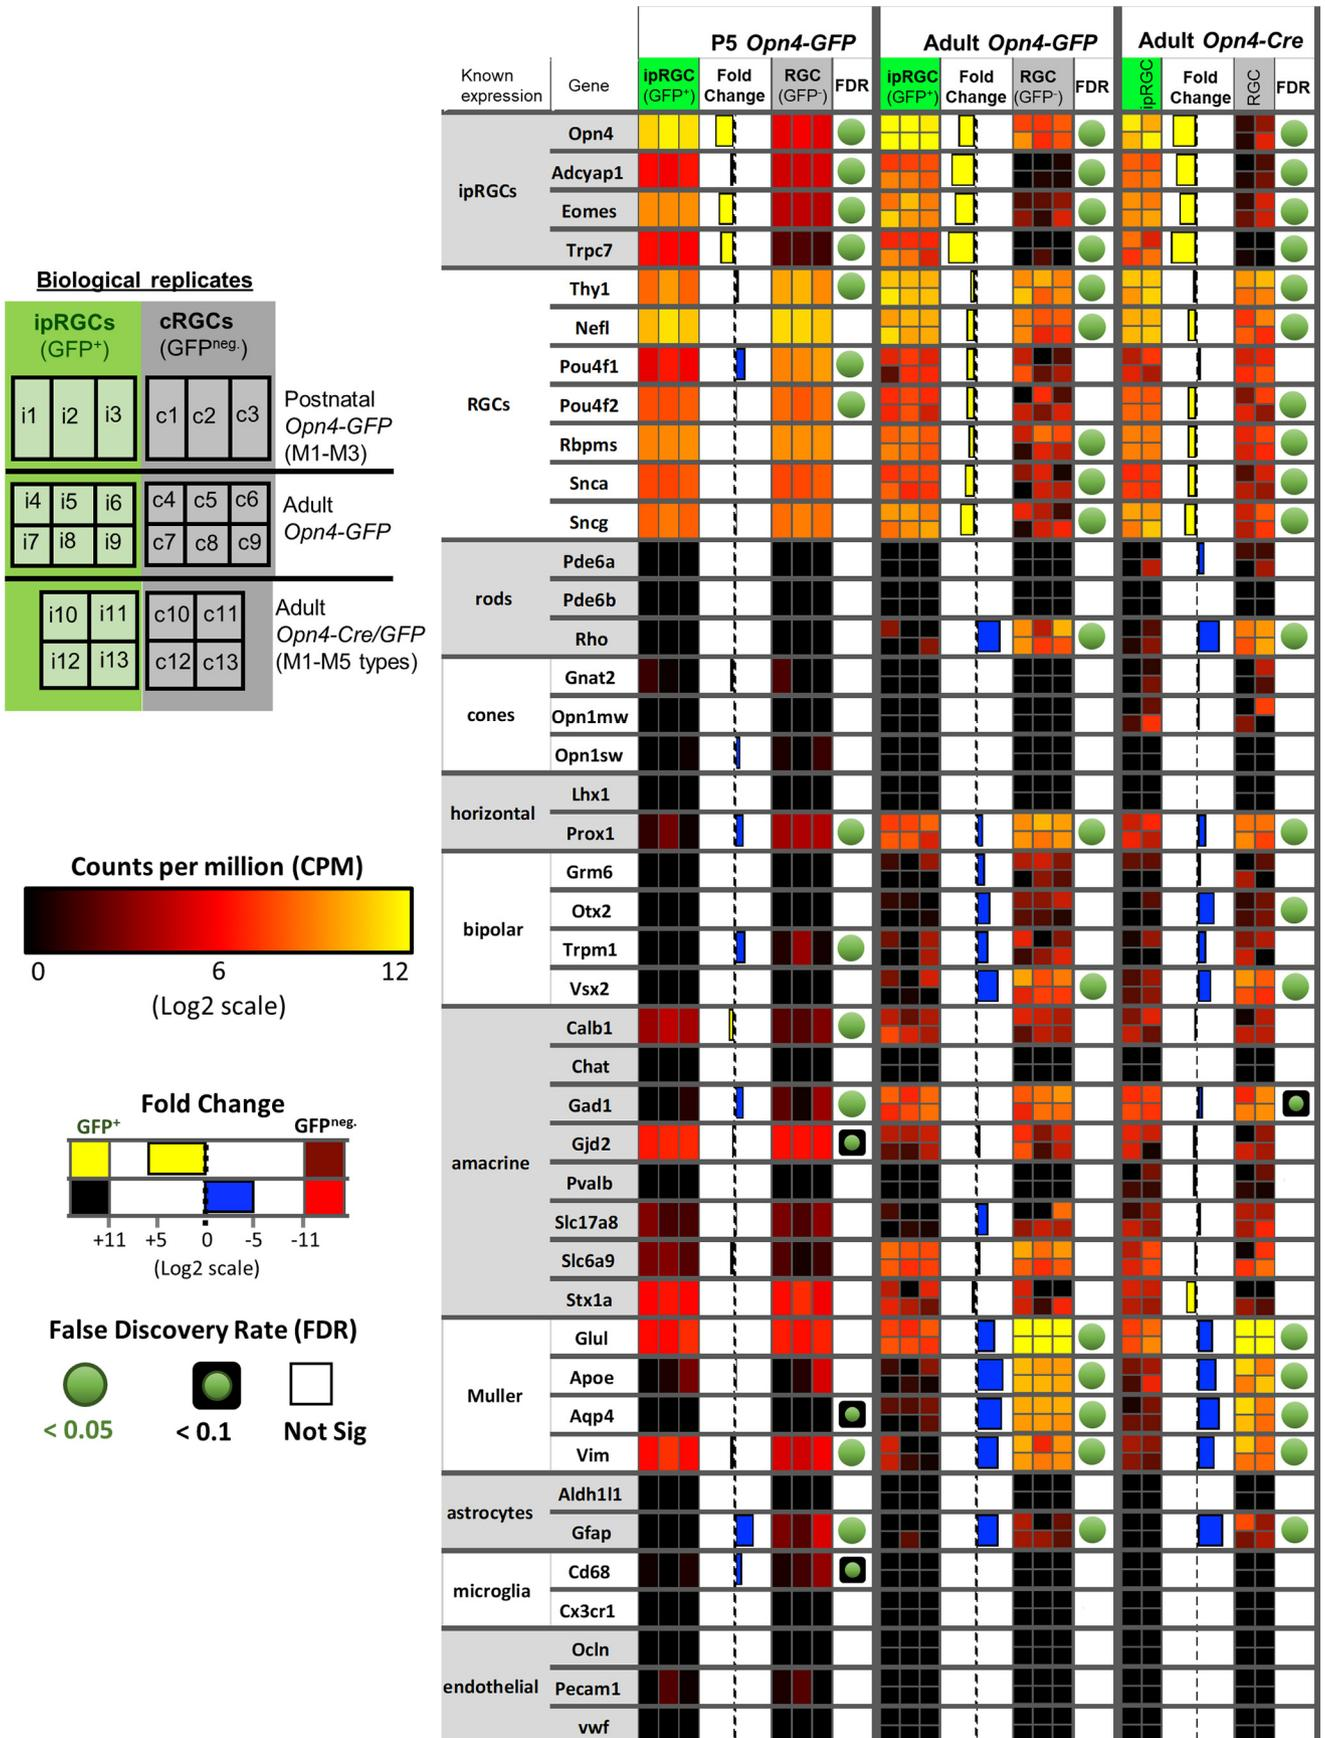 Biological replicates
ipRGCs
(GFP⁺)
cRGCs
(GFPneg.)
i1 i2 i3 c1 c2 c3
Postnatal
Opn4-GFP
(M1-M3)
i4 i5 i6 c4 c5 c6
i7 i8 i9 c7 c8 c9
Adult
Opn4-GFP
i10 i11 c10 c11
i12 i13 c12 c13
Adult
Opn4-Cre/GFP
(M1-M5 types)
Counts per million (CPM)
0 6 12
(Log2 scale)
Fold Change
GFP⁺ GFPneg.
+11 +5 0 -5 -11
(Log2 scale)
False Discovery Rate (FDR)
< 0.05 < 0.1 Not Sig
P5 Opn4-GFP Adult Opn4-GFP Adult Opn4-Cre
Known
expression
Gene
ipRGC
(GFP⁺)
Fold
Change
RGC
(GFP⁻)
FDR
ipRGC
(GFP⁺)
Fold
Change
RGC
(GFP⁻)
FDR
ipRGC
Fold
Change
RGC
FDR
ipRGCs
Opn4
Adcyap1
Eomes
Trpc7
RGCs
Thy1
Nefl
Pou4f1
Pou4f2
Rbpms
Snca
Sncg
rods
Pde6a
Pde6b
Rho
cones
Gnat2
Opn1mw
Opn1sw
horizontal
Lhx1
Prox1
bipolar
Grm6
Otx2
Trpm1
Vsx2
amacrine
Calb1
Chat
Gad1
Gjd2
Pvalb
Slc17a8
Slc6a9
Stx1a
Muller
Glul
Apoe
Aqp4
Vim
astrocytes
Aldh1l1
Gfap
microglia
Cd68
Cx3cr1
endothelial
Ocln
Pecam1
vwf